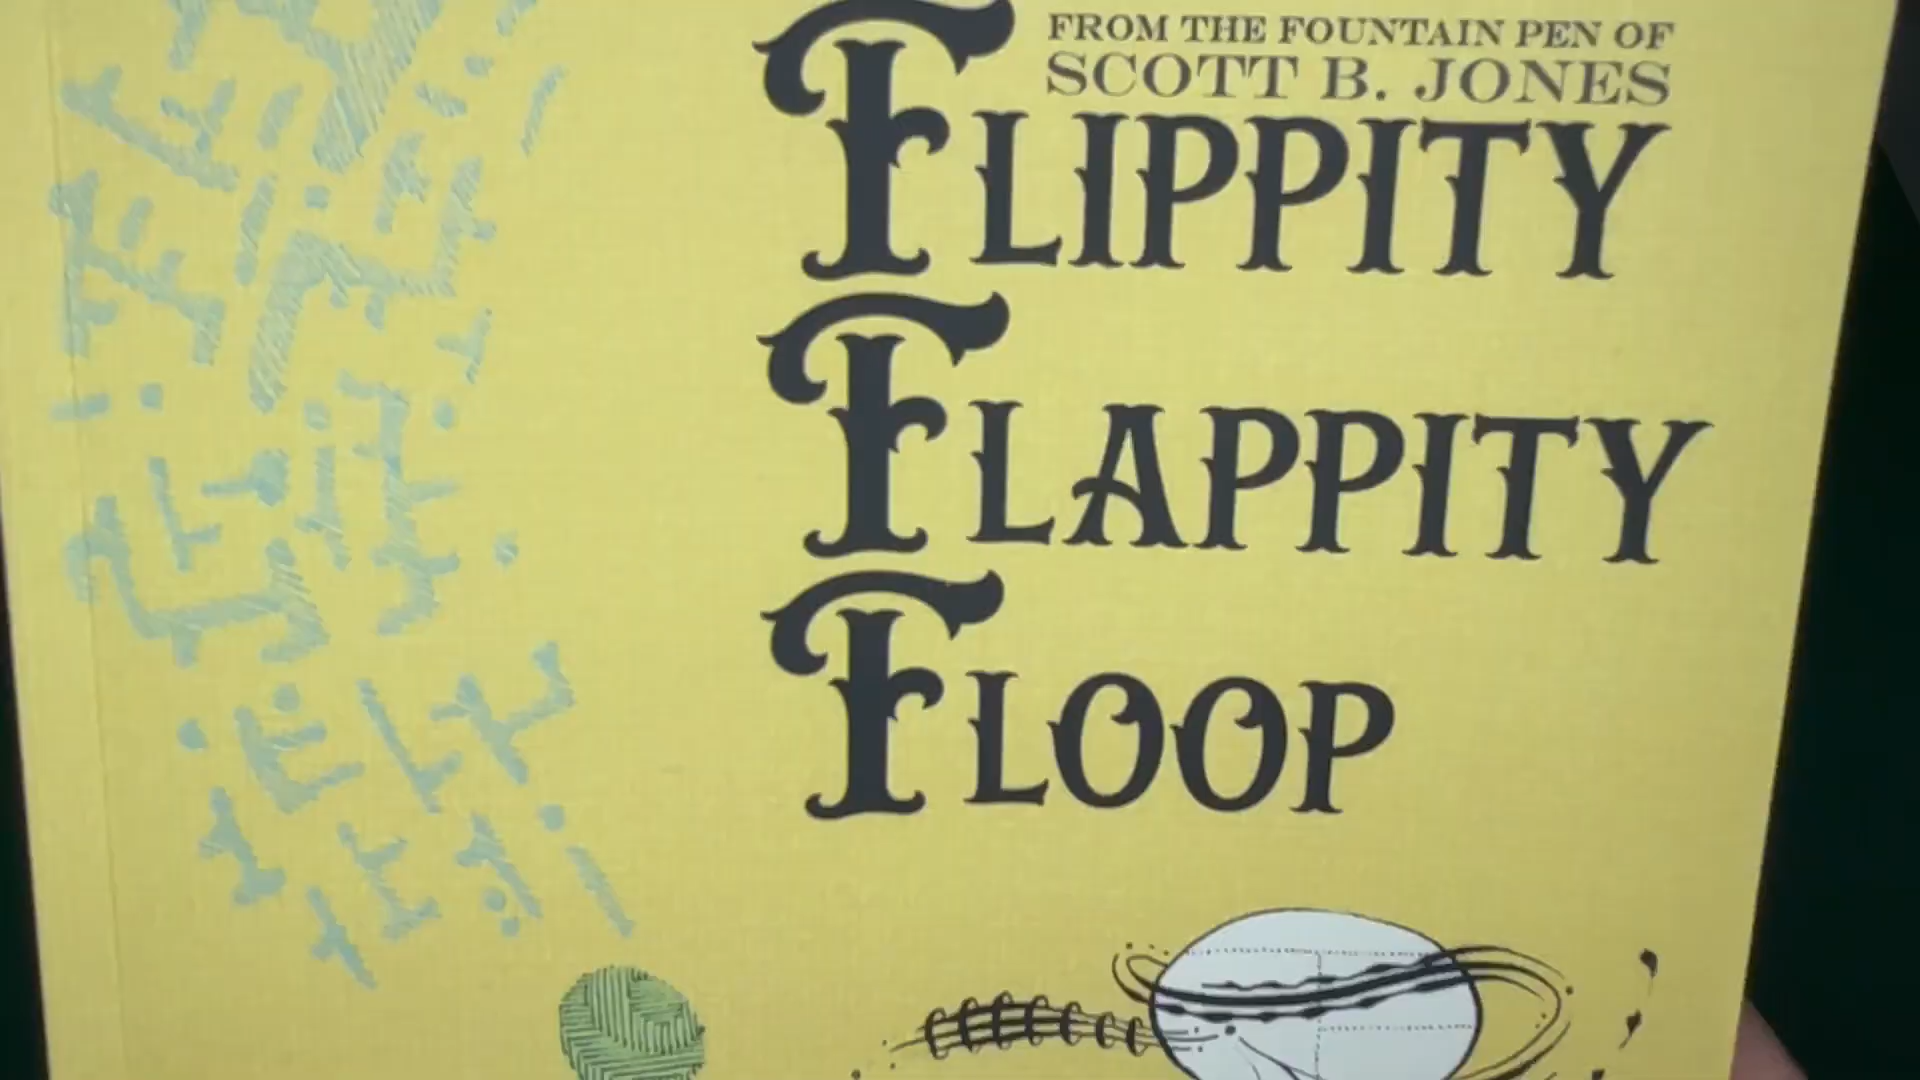 FROM THE FOUNTAIN PEN OF
SCOTT B. JONES
FLIPPITY
FLAPPITY
FLOOP